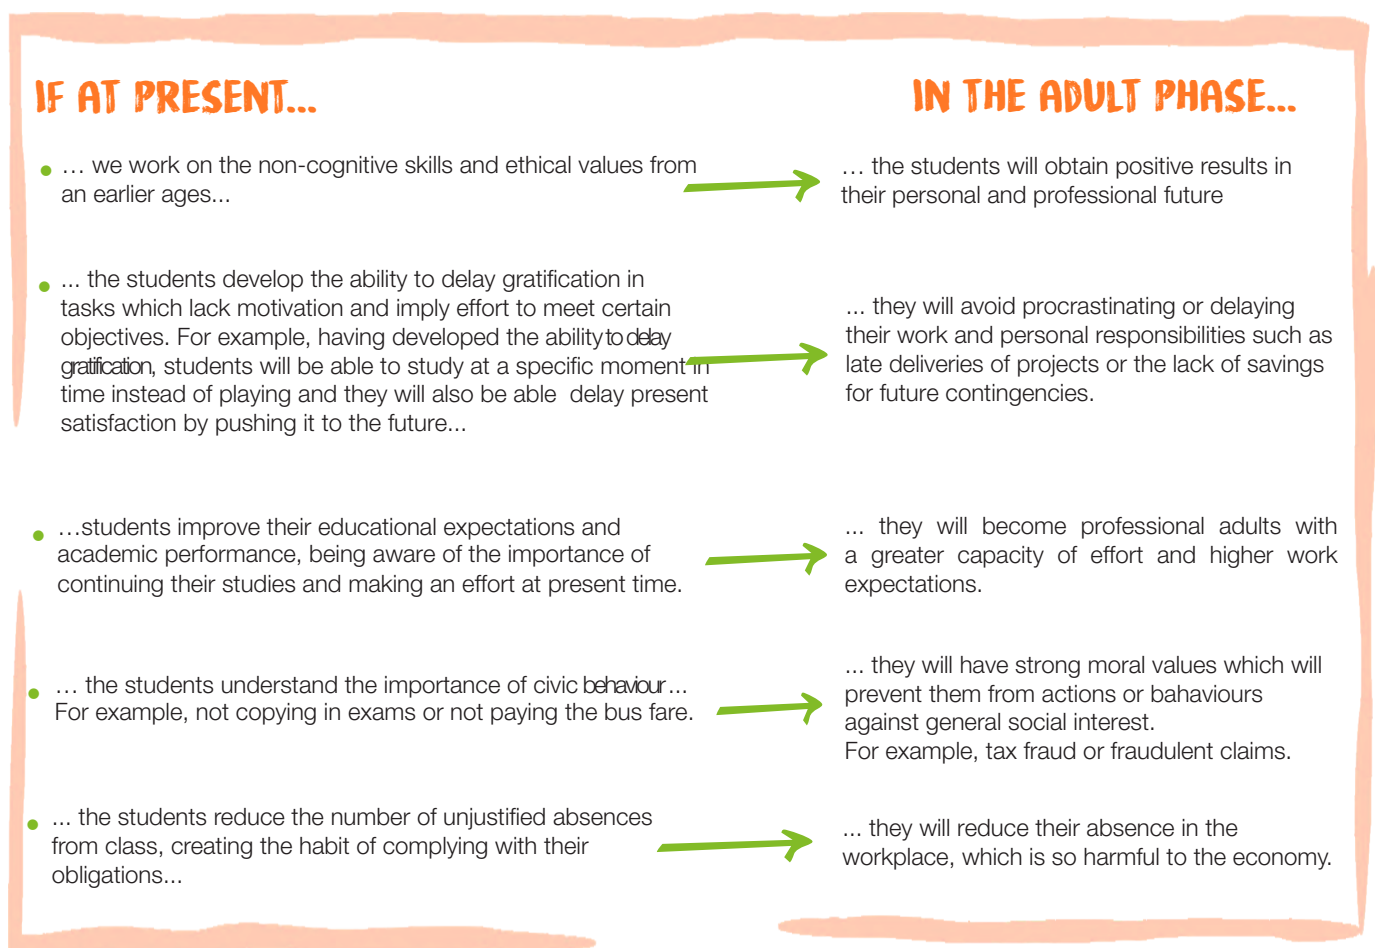 IF AT PRESENT...
IN THE ADULT PHASE...
… we work on the non-cognitive skills and ethical values from
an earlier ages...
… the students will obtain positive results in
their personal and professional future
... the students develop the ability to delay gratification in
tasks which lack motivation and imply effort to meet certain
objectives. For example, having developed the ability to delay
gratification, students will be able to study at a specific moment in
time instead of playing and they will also be able delay present
satisfaction by pushing it to the future...
... they will avoid procrastinating or delaying
their work and personal responsibilities such as
late deliveries of projects or the lack of savings
for future contingencies.
…students improve their educational expectations and
academic performance, being aware of the importance of
continuing their studies and making an effort at present time.
... they will become professional adults with
a greater capacity of effort and higher work
expectations.
… the students understand the importance of civic behaviour...
For example, not copying in exams or not paying the bus fare.
... they will have strong moral values which will
prevent them from actions or bahaviours
against general social interest.
For example, tax fraud or fraudulent claims.
... the students reduce the number of unjustified absences
from class, creating the habit of complying with their
obligations...
... they will reduce their absence in the
workplace, which is so harmful to the economy.